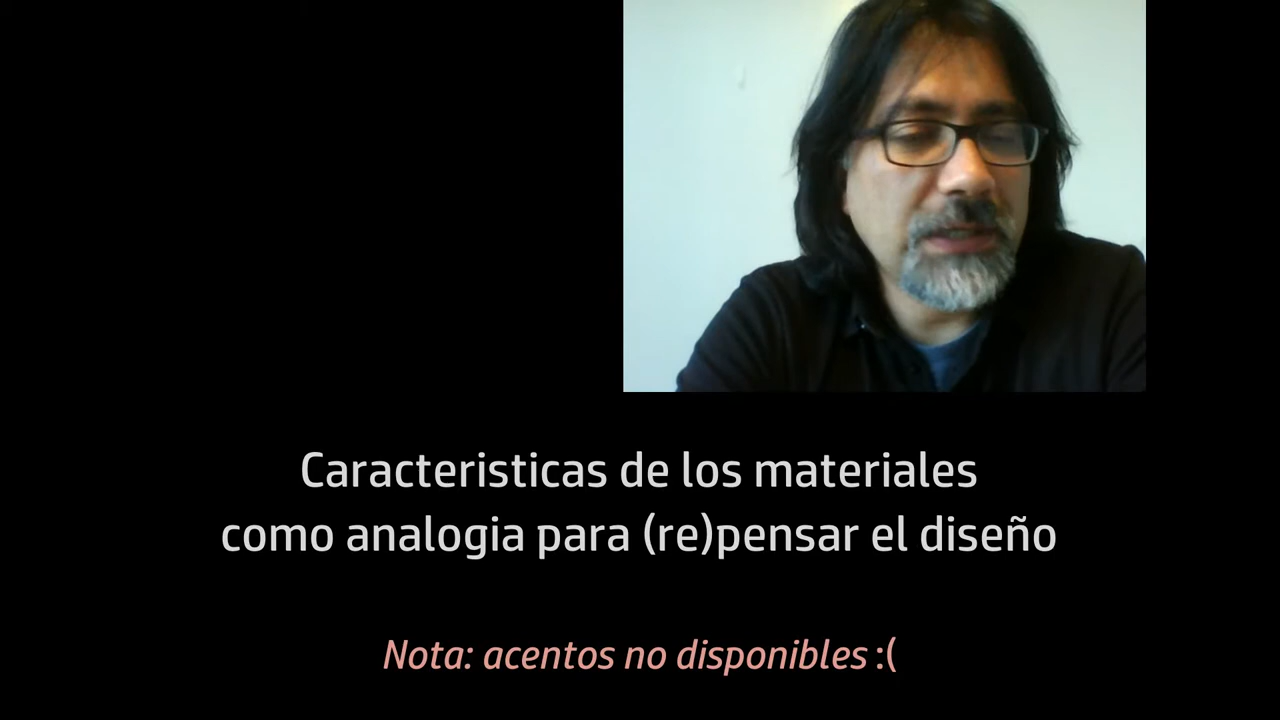 Caracteristicas de los materiales
como analogia para (re)pensar el diseño
Nota: acentos no disponibles :(